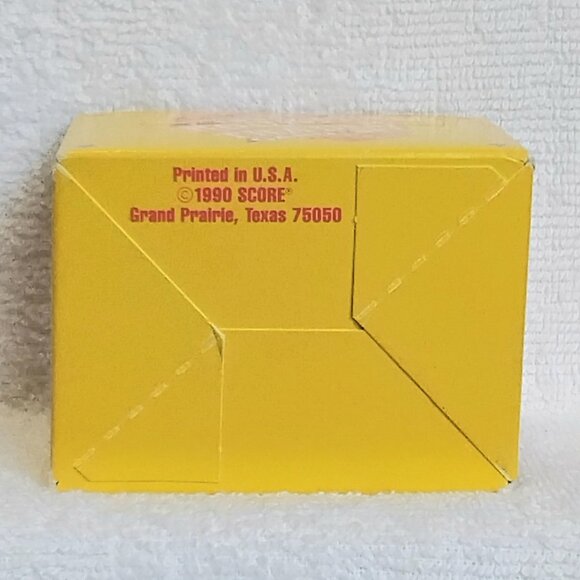 Printed in U.S.A.
©1990 SCORE®
Grand Prairie, Texas 75050